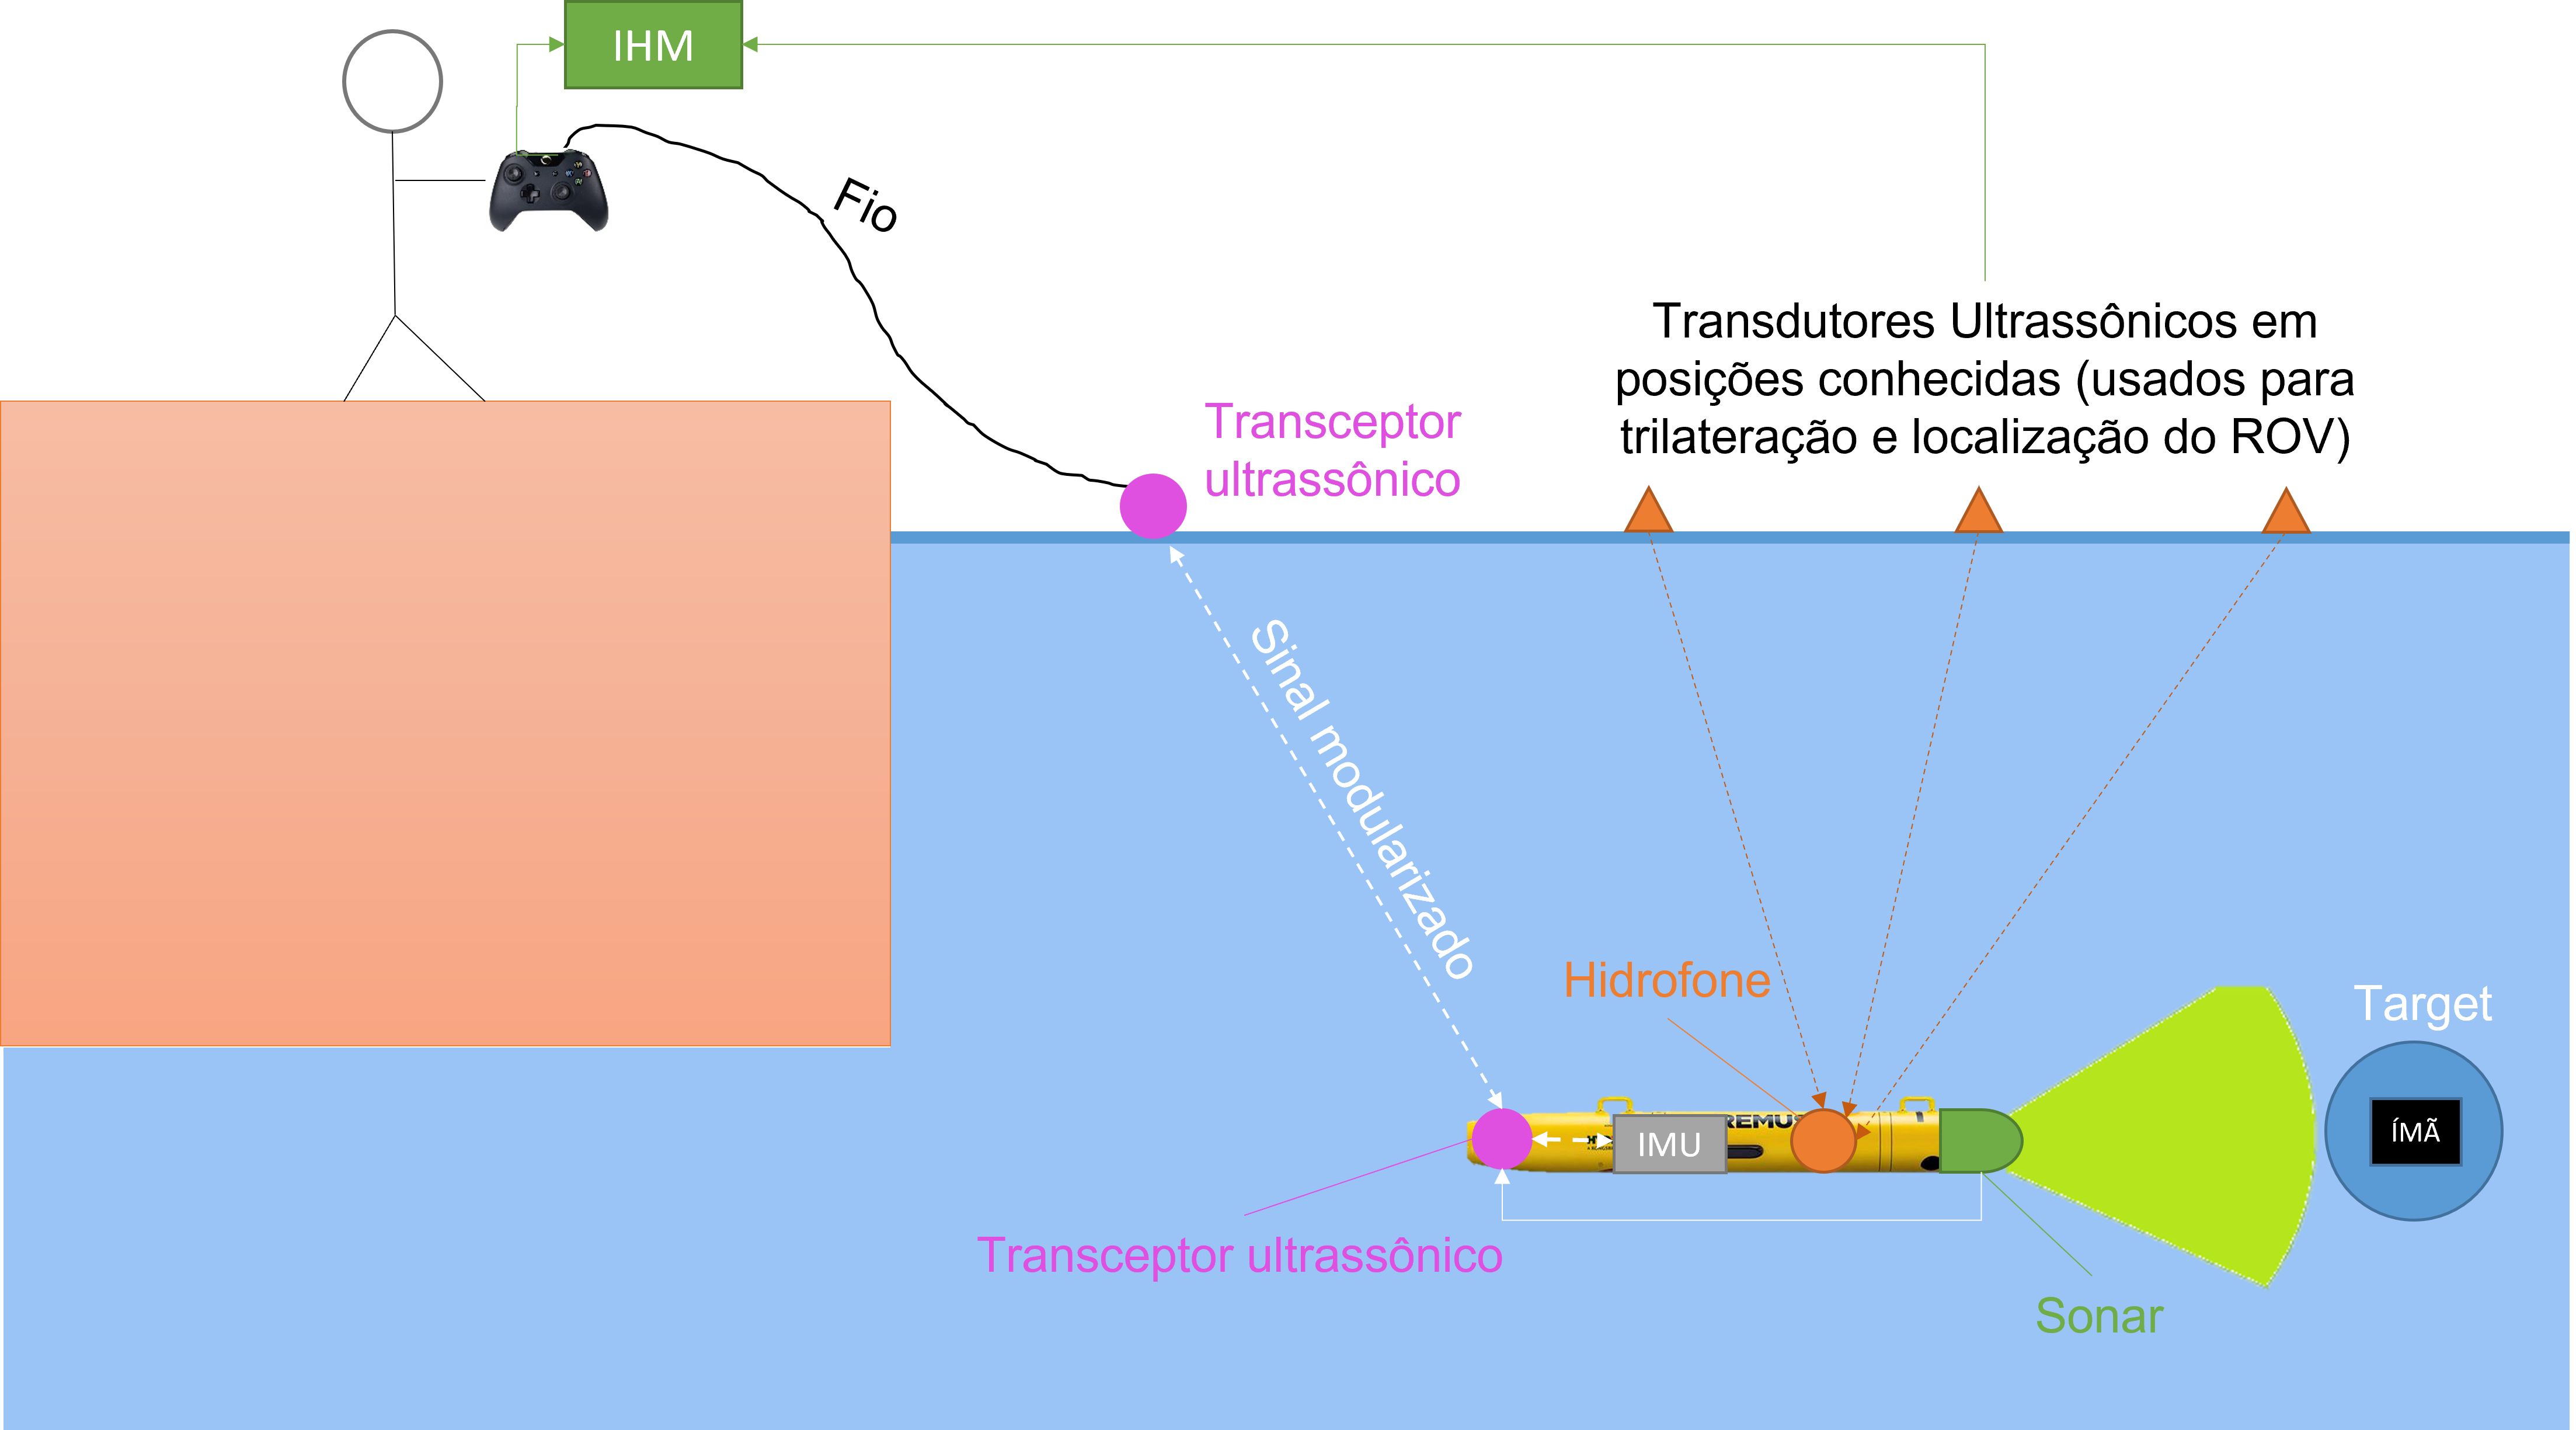 IHM
Fio
Transdutores Ultrassônicos em
posições conhecidas (usados para
trilateração e localização do ROV)
Transceptor
ultrassônico
Sinal modularizado
Hidrofone
Target
REMUS
IMU
ÍMÃ
Transceptor ultrassônico
Sonar